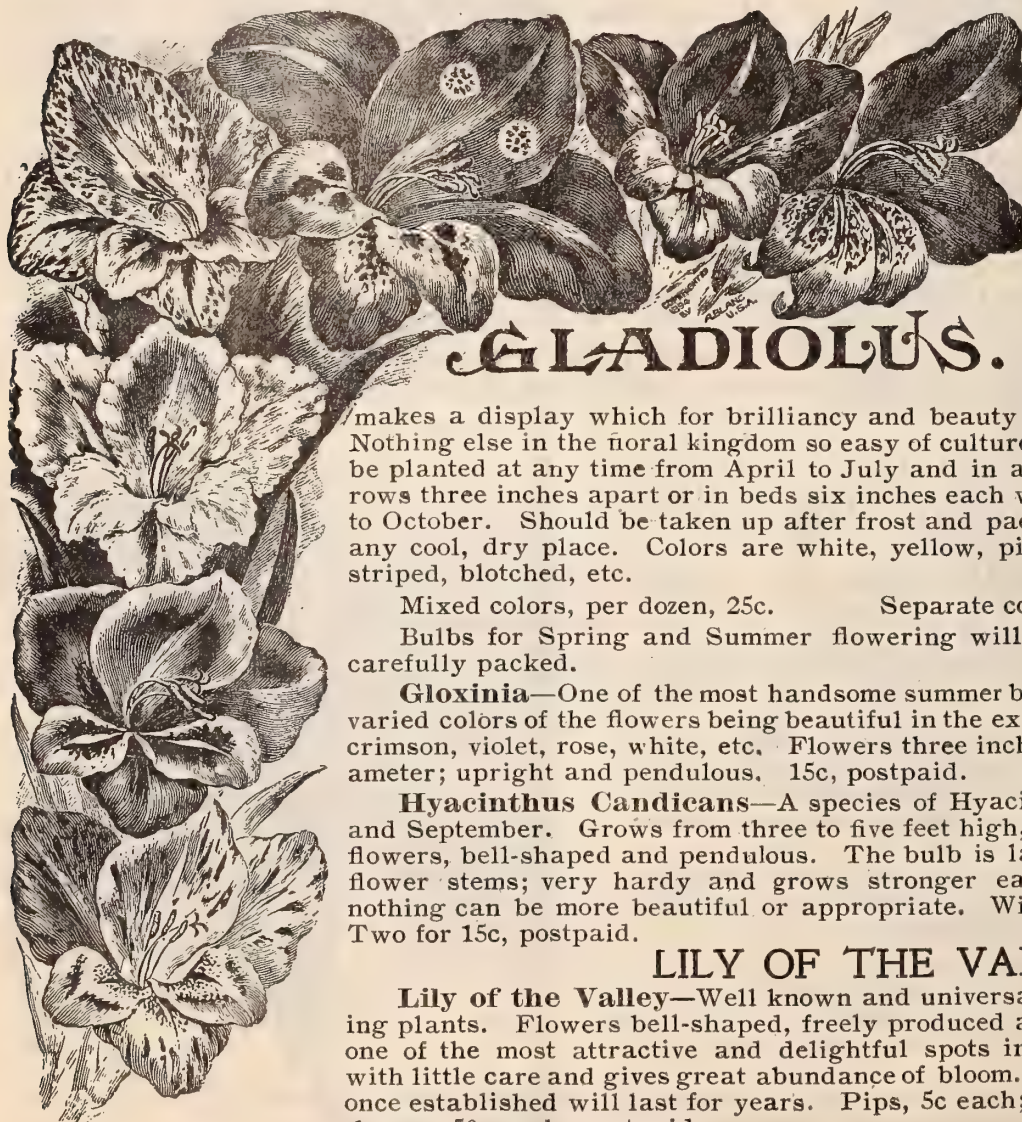 GLADIOLUS.
makes a display which for brilliancy and beauty
Nothing else in the floral kingdom so easy of culture
be planted at any time from April to July and in a
rows three inches apart or in beds six inches each
to October. Should be taken up after frost and pac
any cool, dry place. Colors are white, yellow, pi
striped, blotched, etc.
Mixed colors, per dozen, 25c. Separate co
Bulbs for Spring and Summer flowering will
carefully packed.
Gloxinia—One of the most handsome summer b
varied colors of the flowers being beautiful in the ex
crimson, violet, rose, white, etc. Flowers three inch
ameter; upright and pendulous. 15c, postpaid.
Hyacinthus Candicans—A species of Hyaci
and September. Grows from three to five feet high,
flowers, bell-shaped and pendulous. The bulb is la
flower stems; very hardy and grows stronger ea
nothing can be more beautiful or appropriate. Wi
Two for 15c, postpaid.
LILY OF THE VAL
Lily of the Valley—Well known and universa
ing plants. Flowers bell-shaped, freely produced a
one of the most attractive and delightful spots in
with little care and gives great abundance of bloom.
once established will last for years. Pips, 5c each;